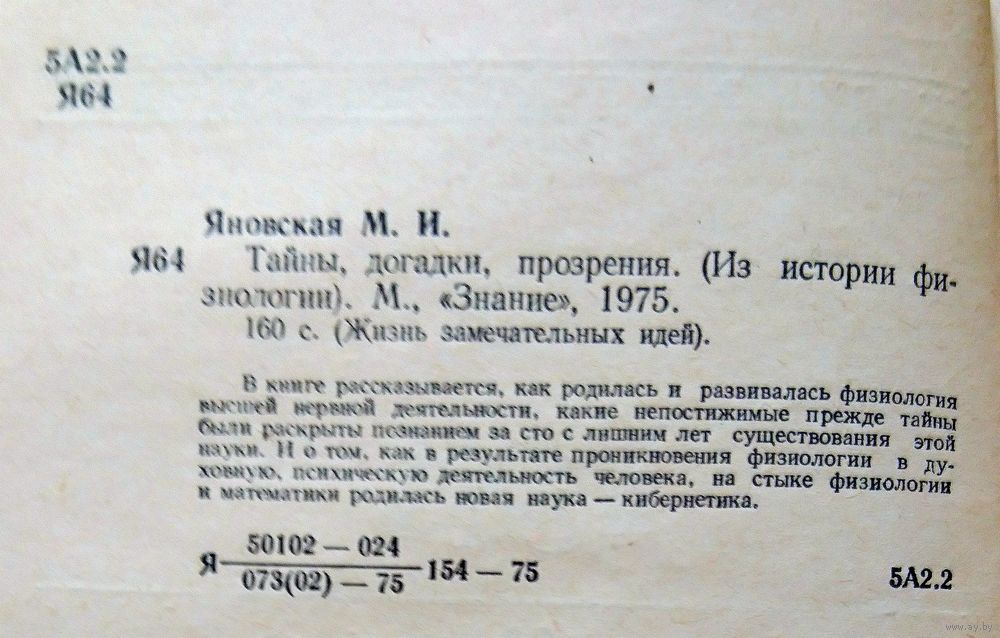 5А2.2
Я64
Яновская М. И.
Я64 Тайны, догадки, прозрения. (Из истории фи-
зиологии). М., «Знание», 1975.
160 с. (Жизнь замечательных идей).
В книге рассказывается, как родилась и развивалась физиология
высшей нервной деятельности, какие непостижимые прежде тайны
были раскрыты познанием за сто с лишним лет существования этой
науки. И о том, как в результате проникновения физиологии в ду-
ховную, психическую деятельность человека, на стыке физиологии
и математики родилась новая наука — кибернетика.
50102 — 024
Я 154 — 75
073(02) — 75
5А2.2
www.ay.by